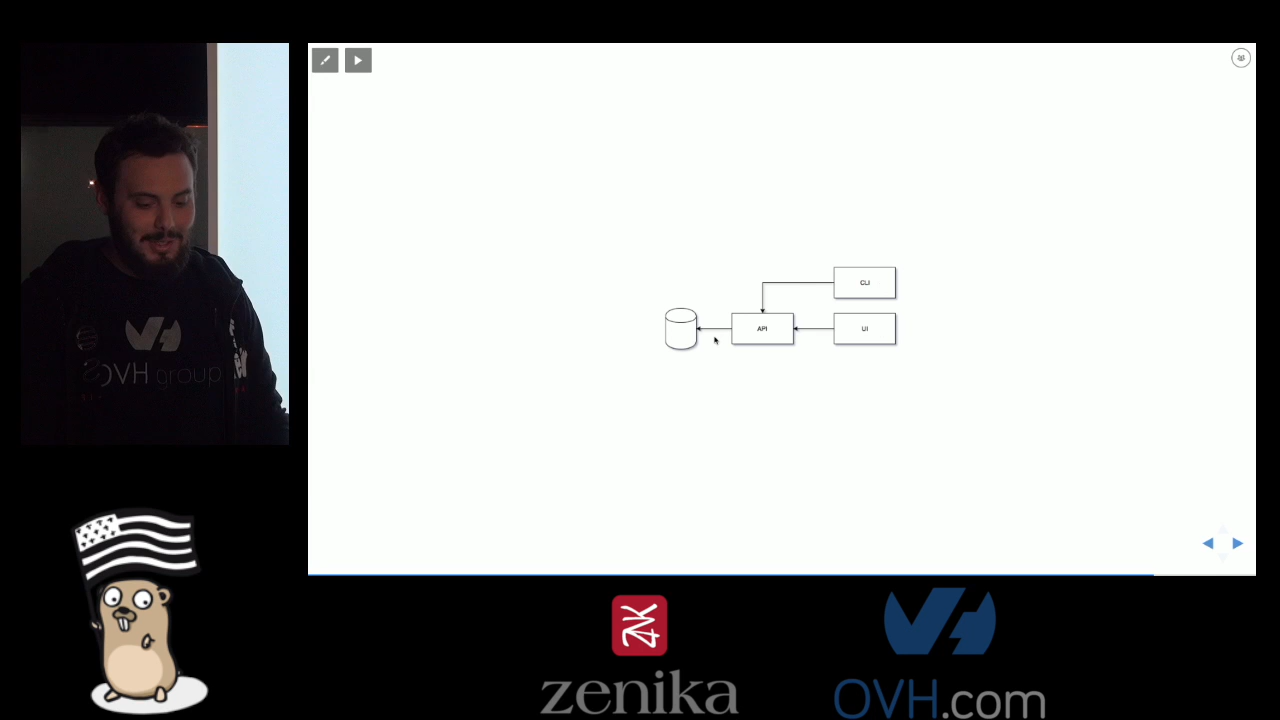 CLI
API
UI
OVH group
zenika
OVH.com